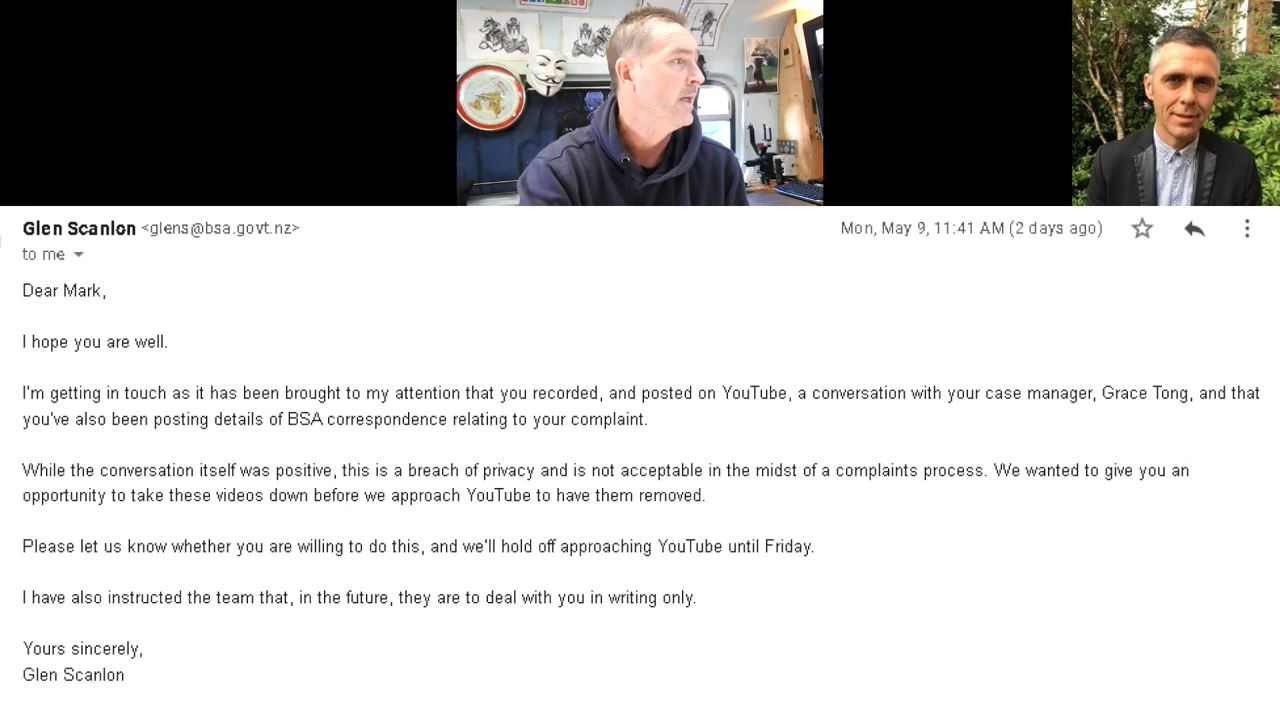 Glen Scanlon <glens@bsa.govt.nz>
Mon, May 9, 11:41 AM (2 days ago)
to me
Dear Mark,
I hope you are well.
I'm getting in touch as it has been brought to my attention that you recorded, and posted on YouTube, a conversation with your case manager, Grace Tong, and that
you've also been posting details of BSA correspondence relating to your complaint.
While the conversation itself was positive, this is a breach of privacy and is not acceptable in the midst of a complaints process. We wanted to give you an
opportunity to take these videos down before we approach YouTube to have them removed.
Please let us know whether you are willing to do this, and we'll hold off approaching YouTube until Friday.
I have also instructed the team that, in the future, they are to deal with you in writing only.
Yours sincerely,
Glen Scanlon